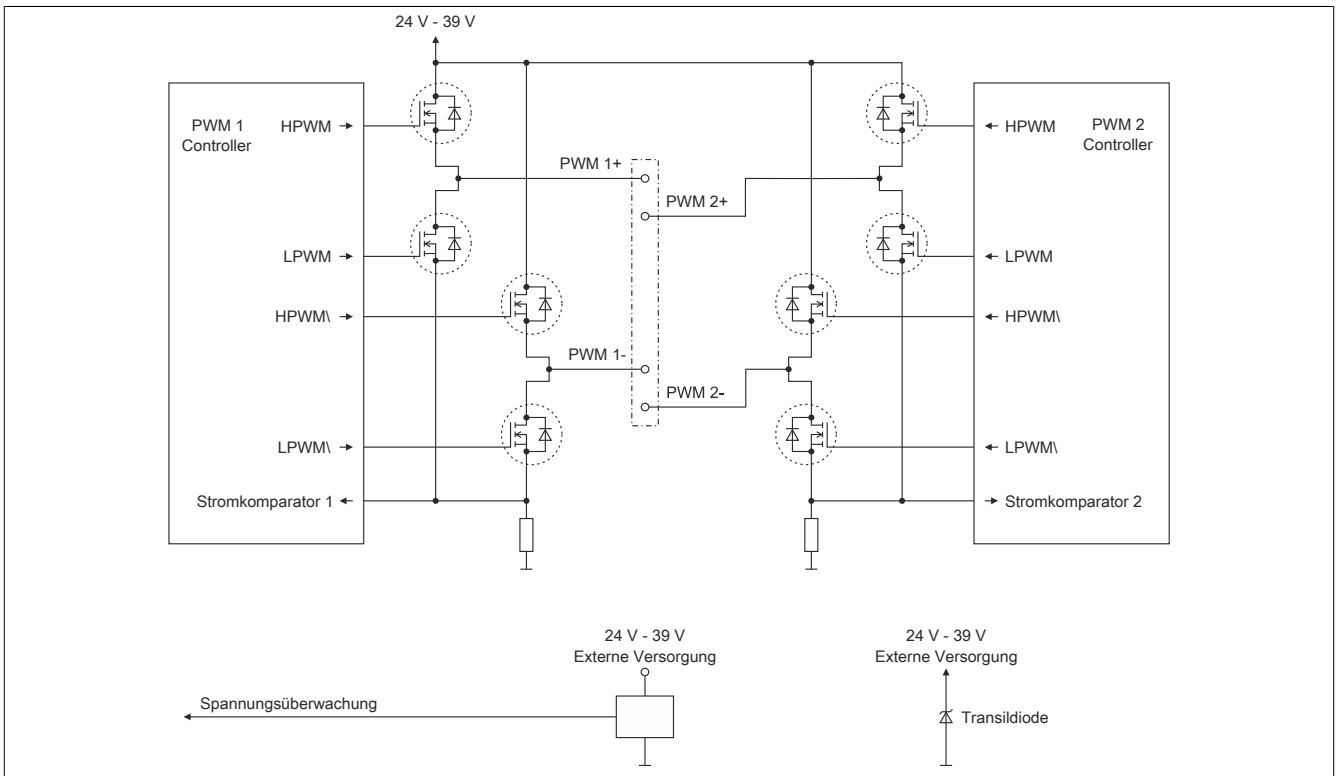 24 V - 39 V
PWM 1
Controller
HPWM
LPWM
HPWM\
LPWM\
Stromkomparator 1
PWM 1+
PWM 2+
PWM 1-
PWM 2-
HPWM
PWM 2
Controller
LPWM
HPWM\
LPWM\
Stromkomparator 2
24 V - 39 V
Externe Versorgung
Spannungsüberwachung
24 V - 39 V
Externe Versorgung
Transildiode